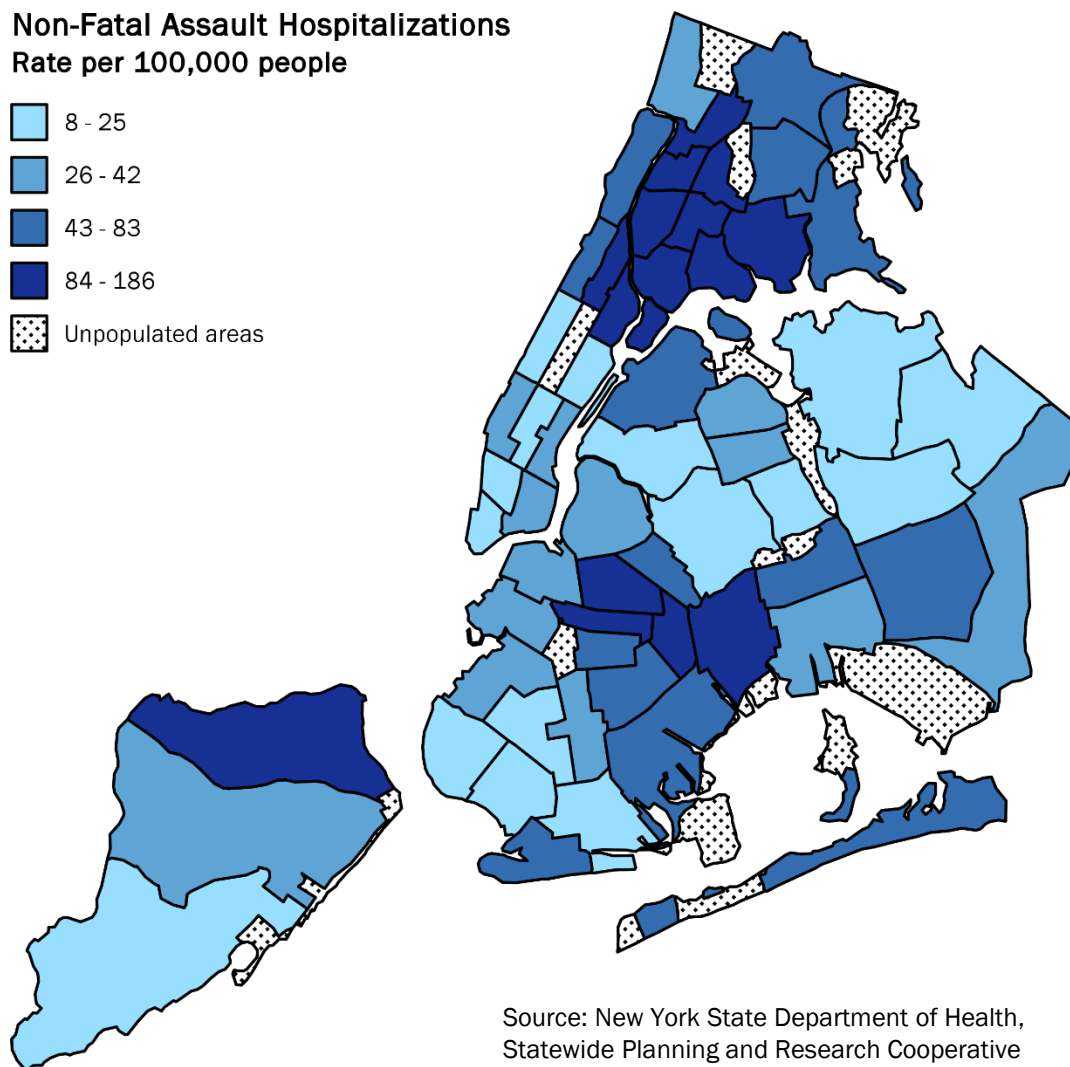 Non-Fatal Assault Hospitalizations
Rate per 100,000 people
8 - 25
26 - 42
43 - 83
84 - 186
Unpopulated areas
Source: New York State Department of Health,
Statewide Planning and Research Cooperative